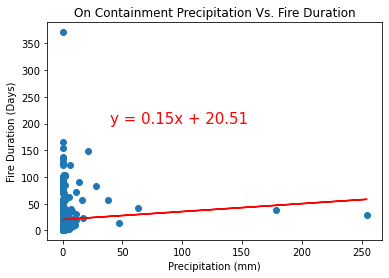 On Containment Precipitation Vs. Fire Duration
350
300
250
200
150
100
50
0
Fire Duration (Days)
y = 0.15x + 20.51
0 50 100 150 200 250
Precipitation (mm)